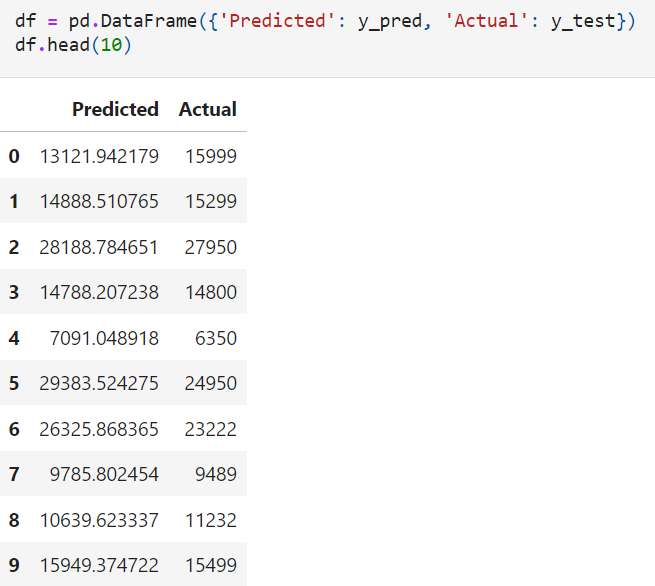 df = pd.DataFrame({'Predicted': y_pred, 'Actual': y_test})
df.head(10)
Predicted Actual
0 13121.942179 15999
1 14888.510765 15299
2 28188.784651 27950
3 14788.207238 14800
4 7091.048918 6350
5 29383.524275 24950
6 26325.868365 23222
7 9785.802454 9489
8 10639.623337 11232
9 15949.374722 15499